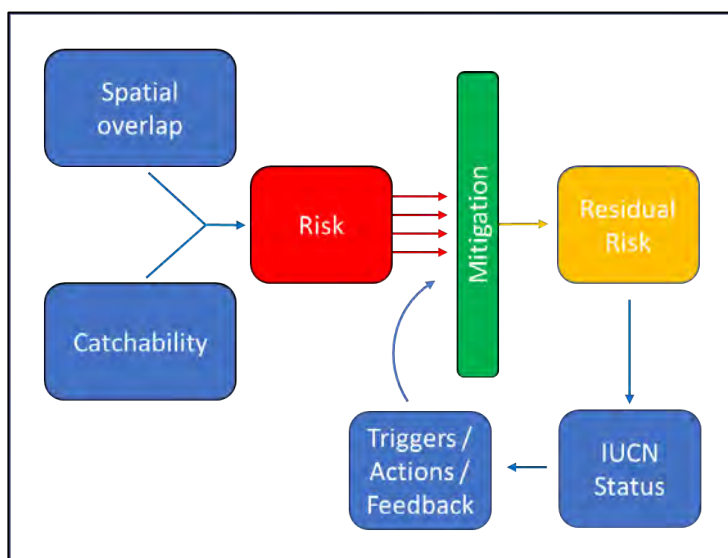 Spatial
overlap
Risk
Mitigation
Residual
Risk
Catchability
Triggers /
Actions /
Feedback
IUCN
Status